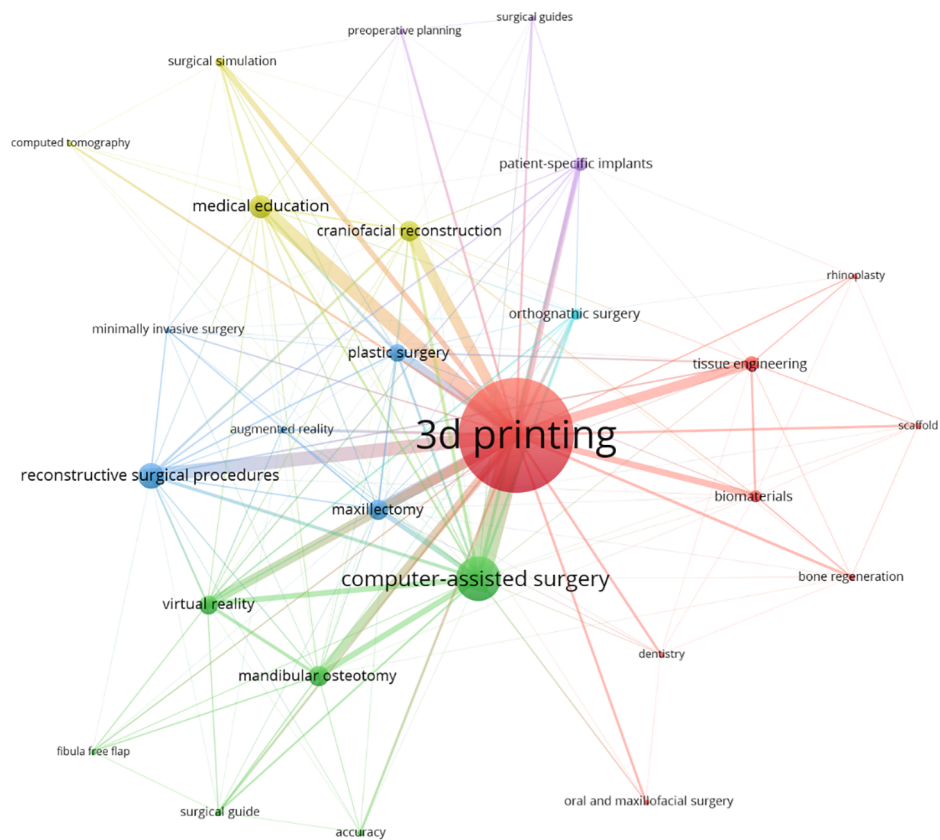 surgical guides
preoperative planning
surgical simulation
computed tomography
patient-specific implants
medical education
craniofacial reconstruction
rhinoplasty
orthognathic surgery
minimally invasive surgery
plastic surgery
tissue engineering
scaffold
augmented reality
3d printing
reconstructive surgical procedures
biomaterials
maxillectomy
bone regeneration
computer-assisted surgery
virtual reality
dentistry
mandibular osteotomy
fibula free flap
oral and maxillofacial surgery
surgical guide
accuracy